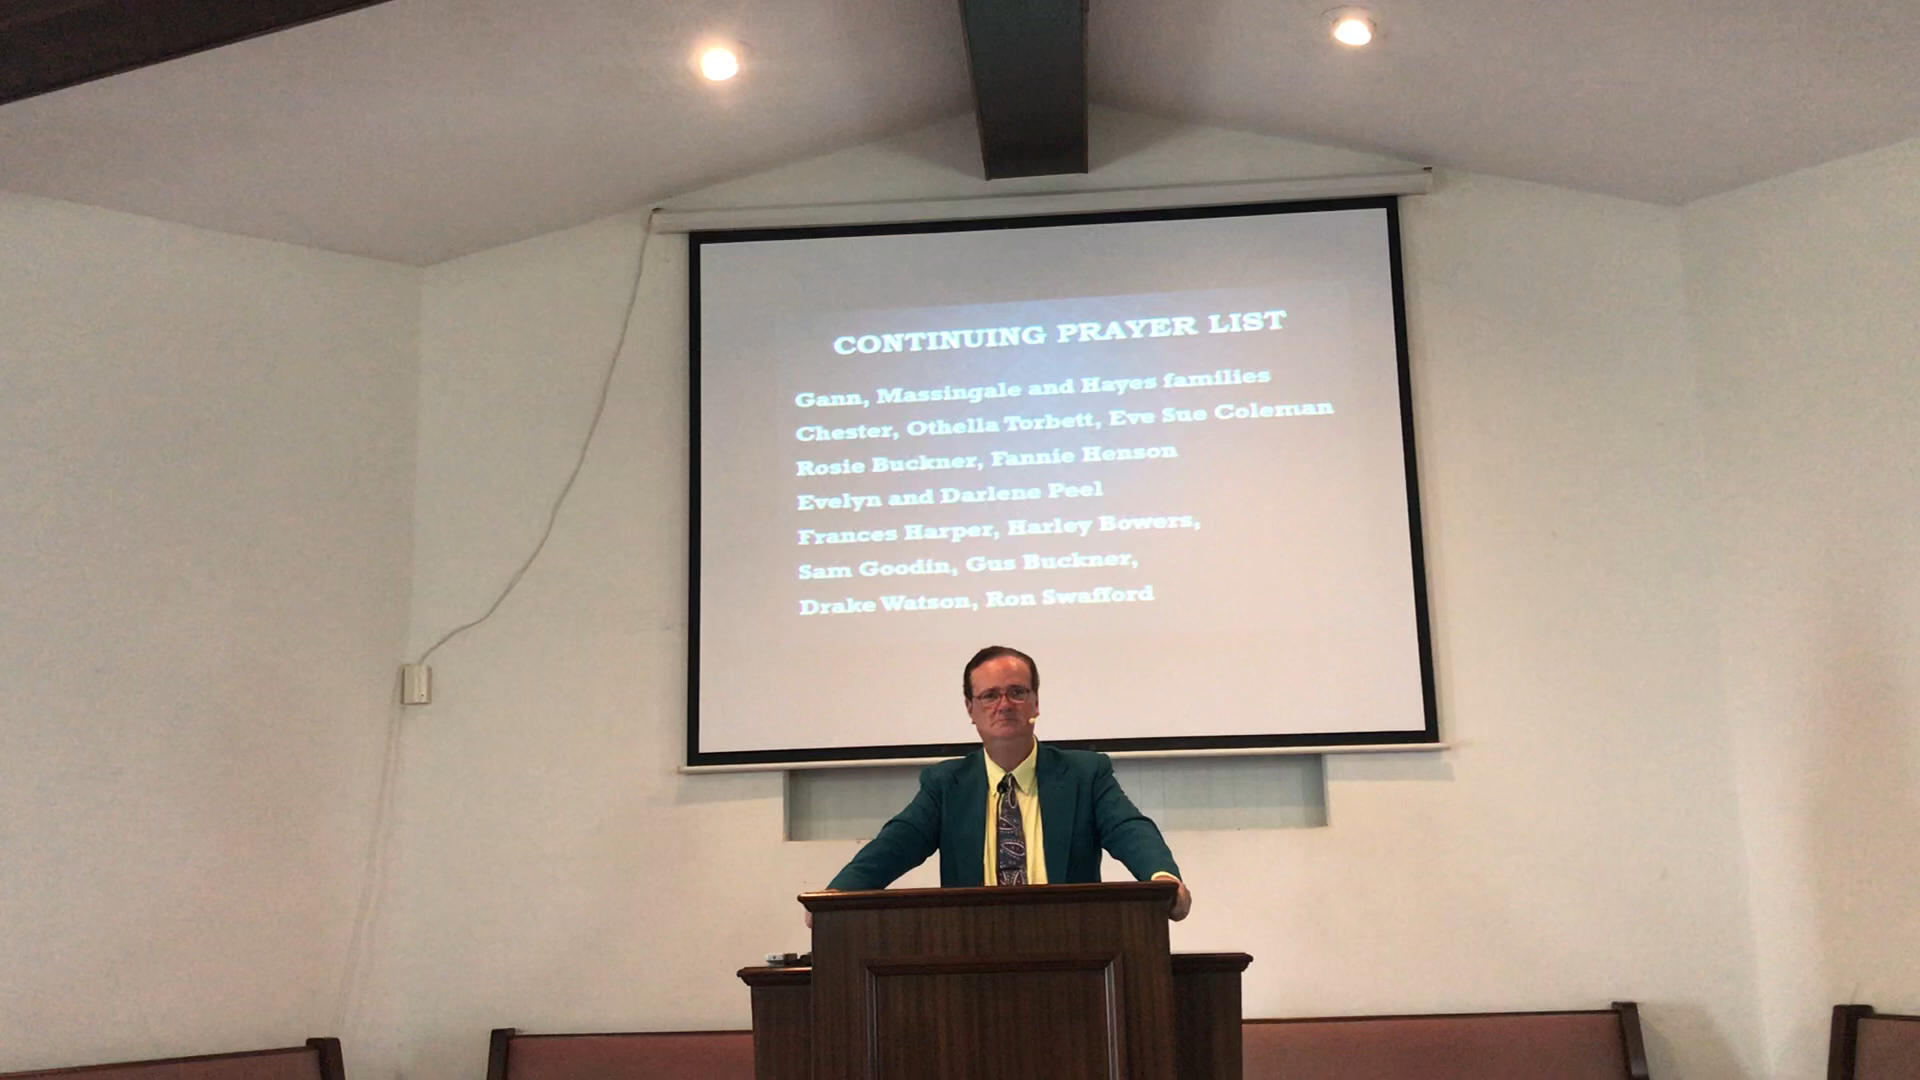 CONTINUING PRAYER LIST
Gann, Massingale and Hayes families
Chester, Othella Torbett, Eve Sue Coleman
Rosie Buckner, Fannie Henson
Evelyn and Darlene Peel
Frances Harper, Harley Bowers,
Sam Goodin, Gus Buckner,
Drake Watson, Ron Swafford